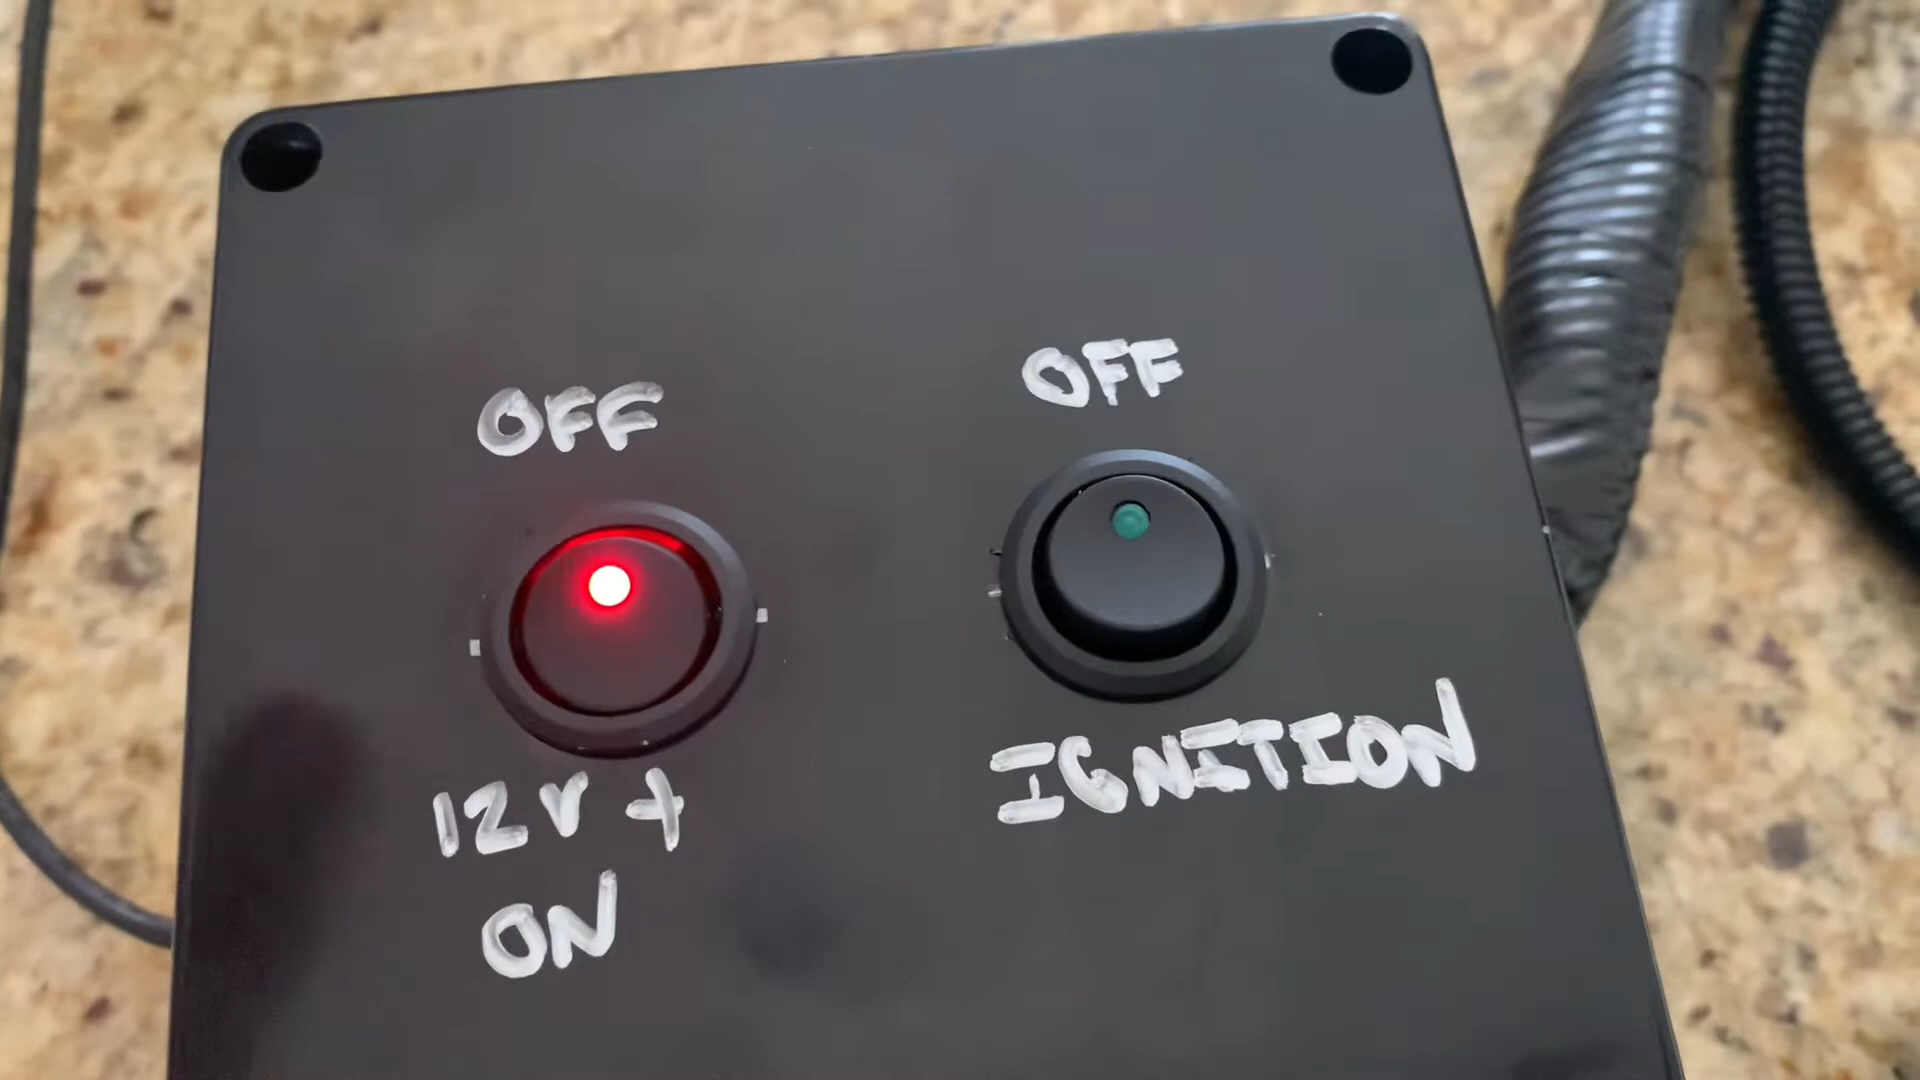 OFF
12V +
ON
OFF
IGNITION